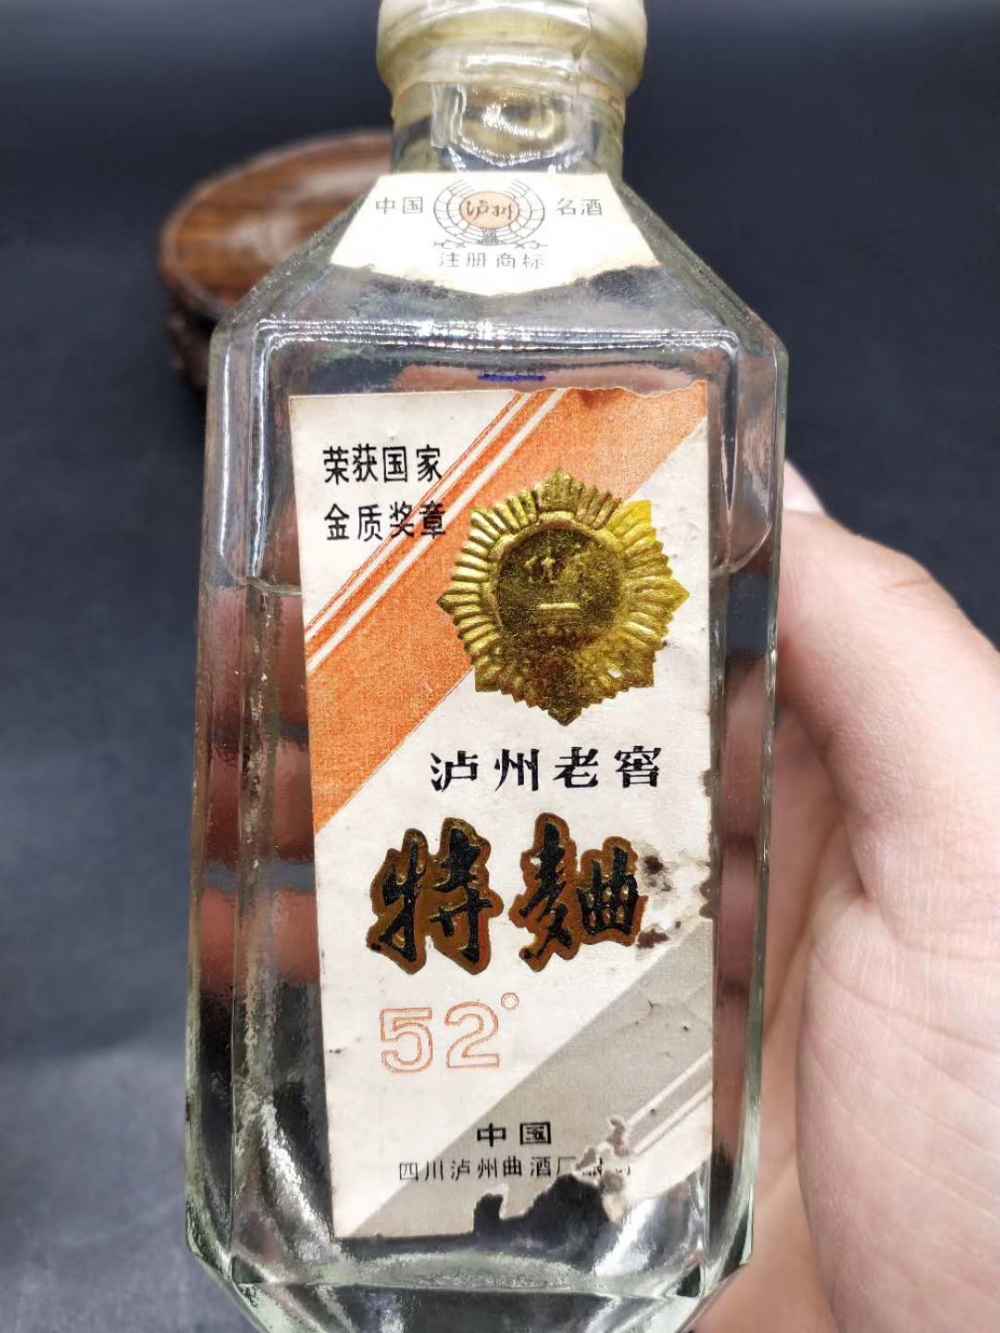 中国 泸州 名酒
注册商标
荣获国家
金质奖章
泸州老窖
特麯
52°
中国
四川泸州曲酒厂